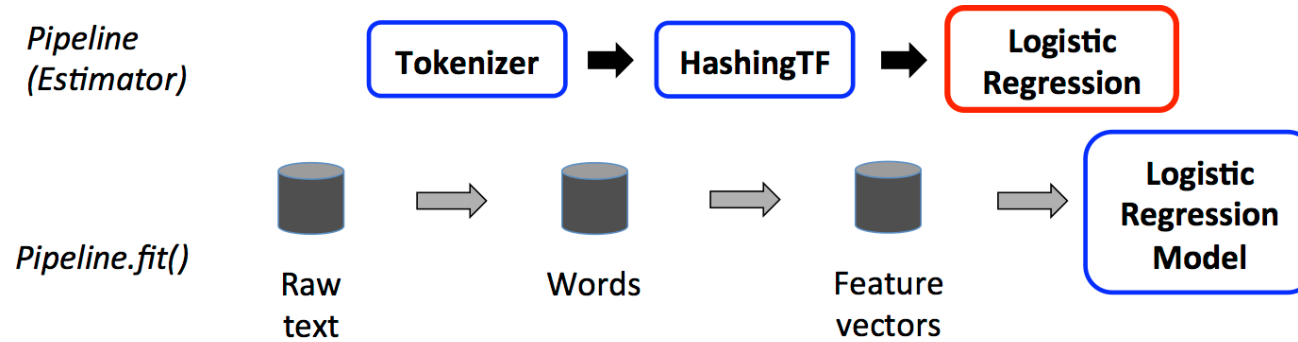 Pipeline
(Estimator)
Tokenizer
HashingTF
Logistic
Regression
Pipeline.fit()
Raw
text
Words
Feature
vectors
Logistic
Regression
Model